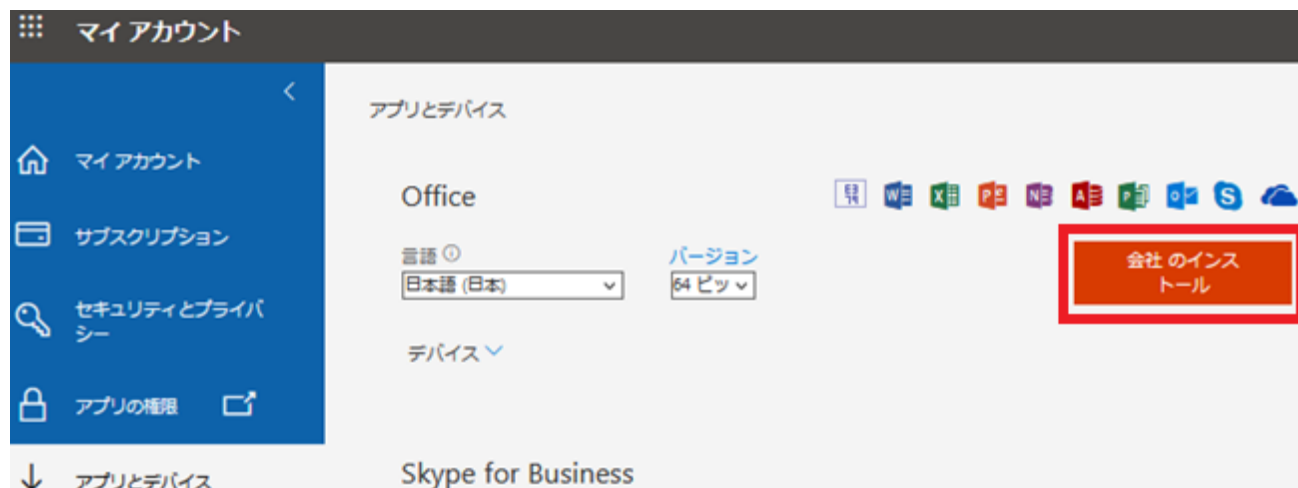 マイ アカウント
アプリとデバイス
マイ アカウント
サブスクリプション
セキュリティとプライバ
シー
アプリの権限
アプリとデバイス
Office
言語
日本語 (日本)
バージョン
64 ビッ
会社 のインス
トール
デバイス
Skype for Business